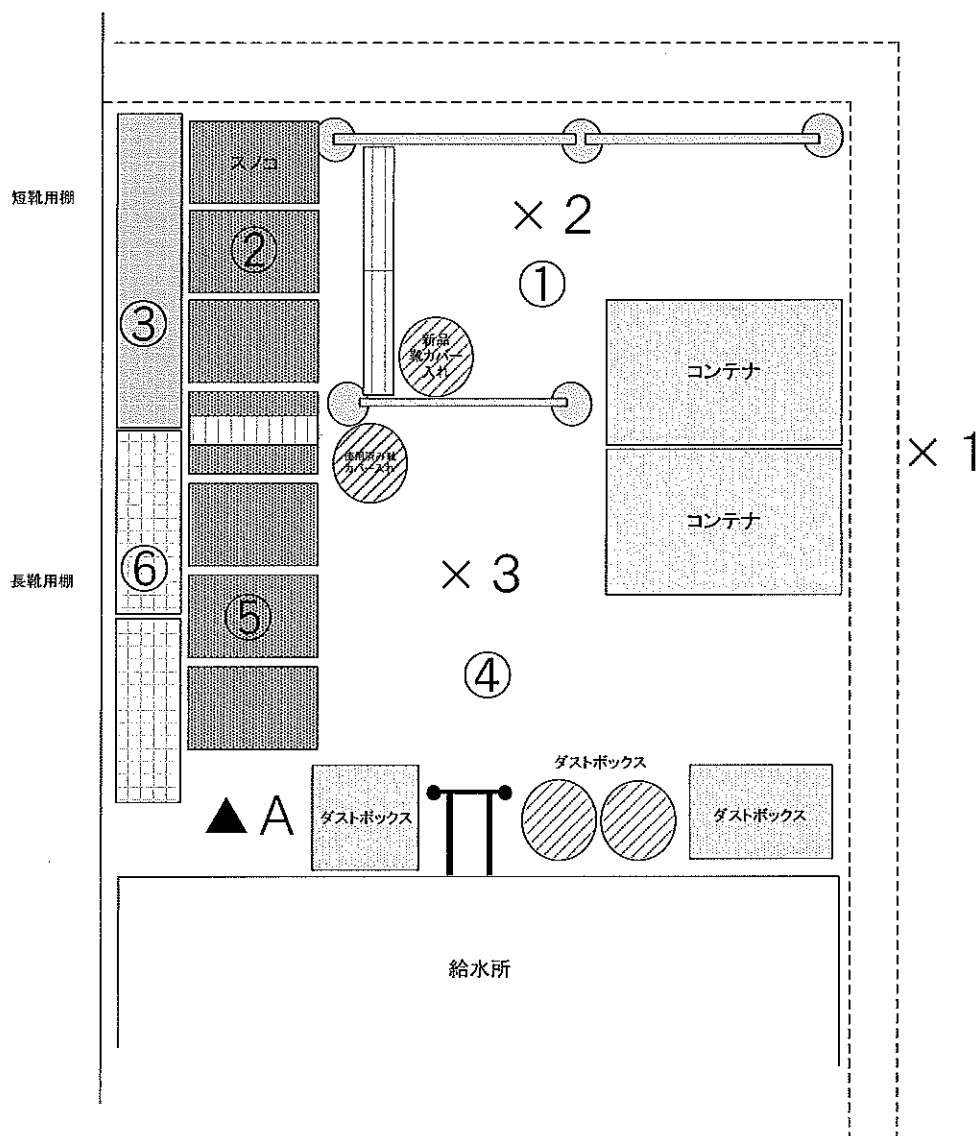 スノコ
短靴用棚
× 2
②
①
③
新品
靴カバー
入れ
コンテナ
× 1
使用済み靴
カバー入れ
コンテナ
⑥
× 3
長靴用棚
⑤
④
ダストボックス
▲ A
ダストボックス
ダストボックス
給水所